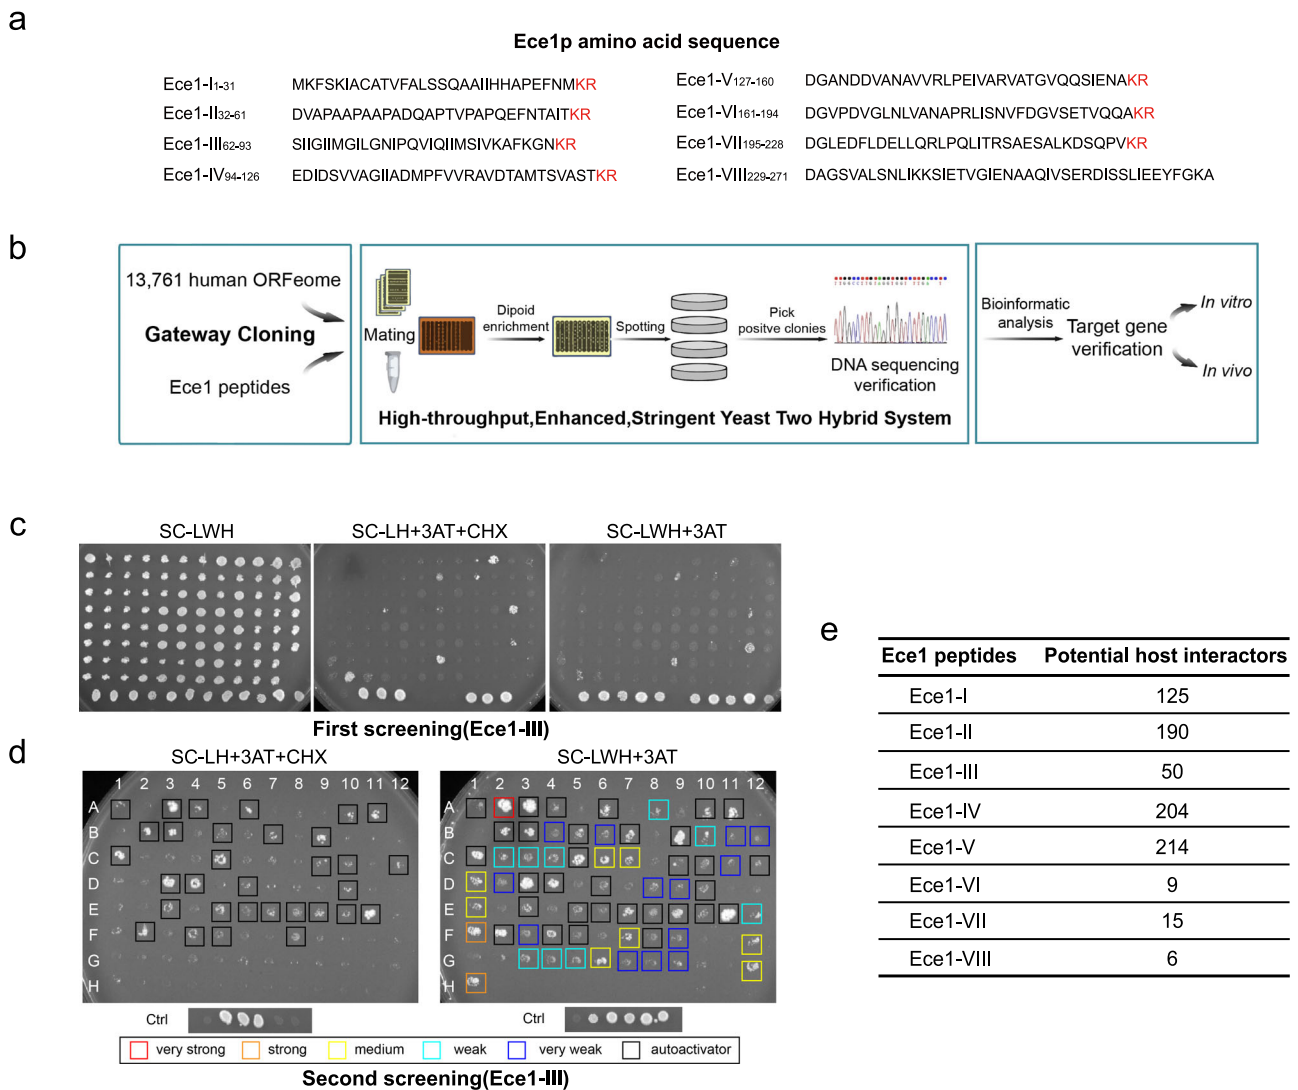 a
Ece1p amino acid sequence
Ece1-I1-31 MKFSKIACATVFALSSQAAIIHHAPEFNMKR
Ece1-II32-61 DVAPAAPAAPADQAPTVPAPQEFNTAITKR
Ece1-III62-93 SIIGIIMGILGNIPQVIQIIMSIVKAFKGNKR
Ece1-IV94-126 EDIDSVVAGIIADMPFVVRAVDTAMTSVASTKR
Ece1-V127-160 DGANDDVANAVVRLPEIVARVATGVQQSIENAKR
Ece1-VI161-194 DGVPDVGLNLVANAPRLISNVFDGVSETVQQAKR
Ece1-VII195-228 DGLEDFLDELLQRLPQLITRSAESALKDSQPVKR
Ece1-VIII229-271 DAGSVALSNLIKKSIETVGIENAAQIVSERDISSLIEEYFGKA
b
13,761 human ORFeome
Gateway Cloning
Ece1 peptides
Mating
Dipoid
enrichment
Spotting
Pick
positve clonies
DNA sequencing
verification
High-throughput,Enhanced,Stringent Yeast Two Hybrid System
Bioinformatic
analysis
Target gene
verification
In vitro
In vivo
c
SC-LWH SC-LH+3AT+CHX SC-LWH+3AT
First screening(Ece1-III)
d
SC-LH+3AT+CHX SC-LWH+3AT
1 2 3 4 5 6 7 8 9 10 11 12
A
B
C
D
E
F
G
H
1 2 3 4 5 6 7 8 9 10 11 12
A
B
C
D
E
F
G
H
Ctrl Ctrl
very strong strong medium weak very weak autoactivator
Second screening(Ece1-III)
e
Ece1 peptides Potential host interactors
Ece1-I 125
Ece1-II 190
Ece1-III 50
Ece1-IV 204
Ece1-V 214
Ece1-VI 9
Ece1-VII 15
Ece1-VIII 6